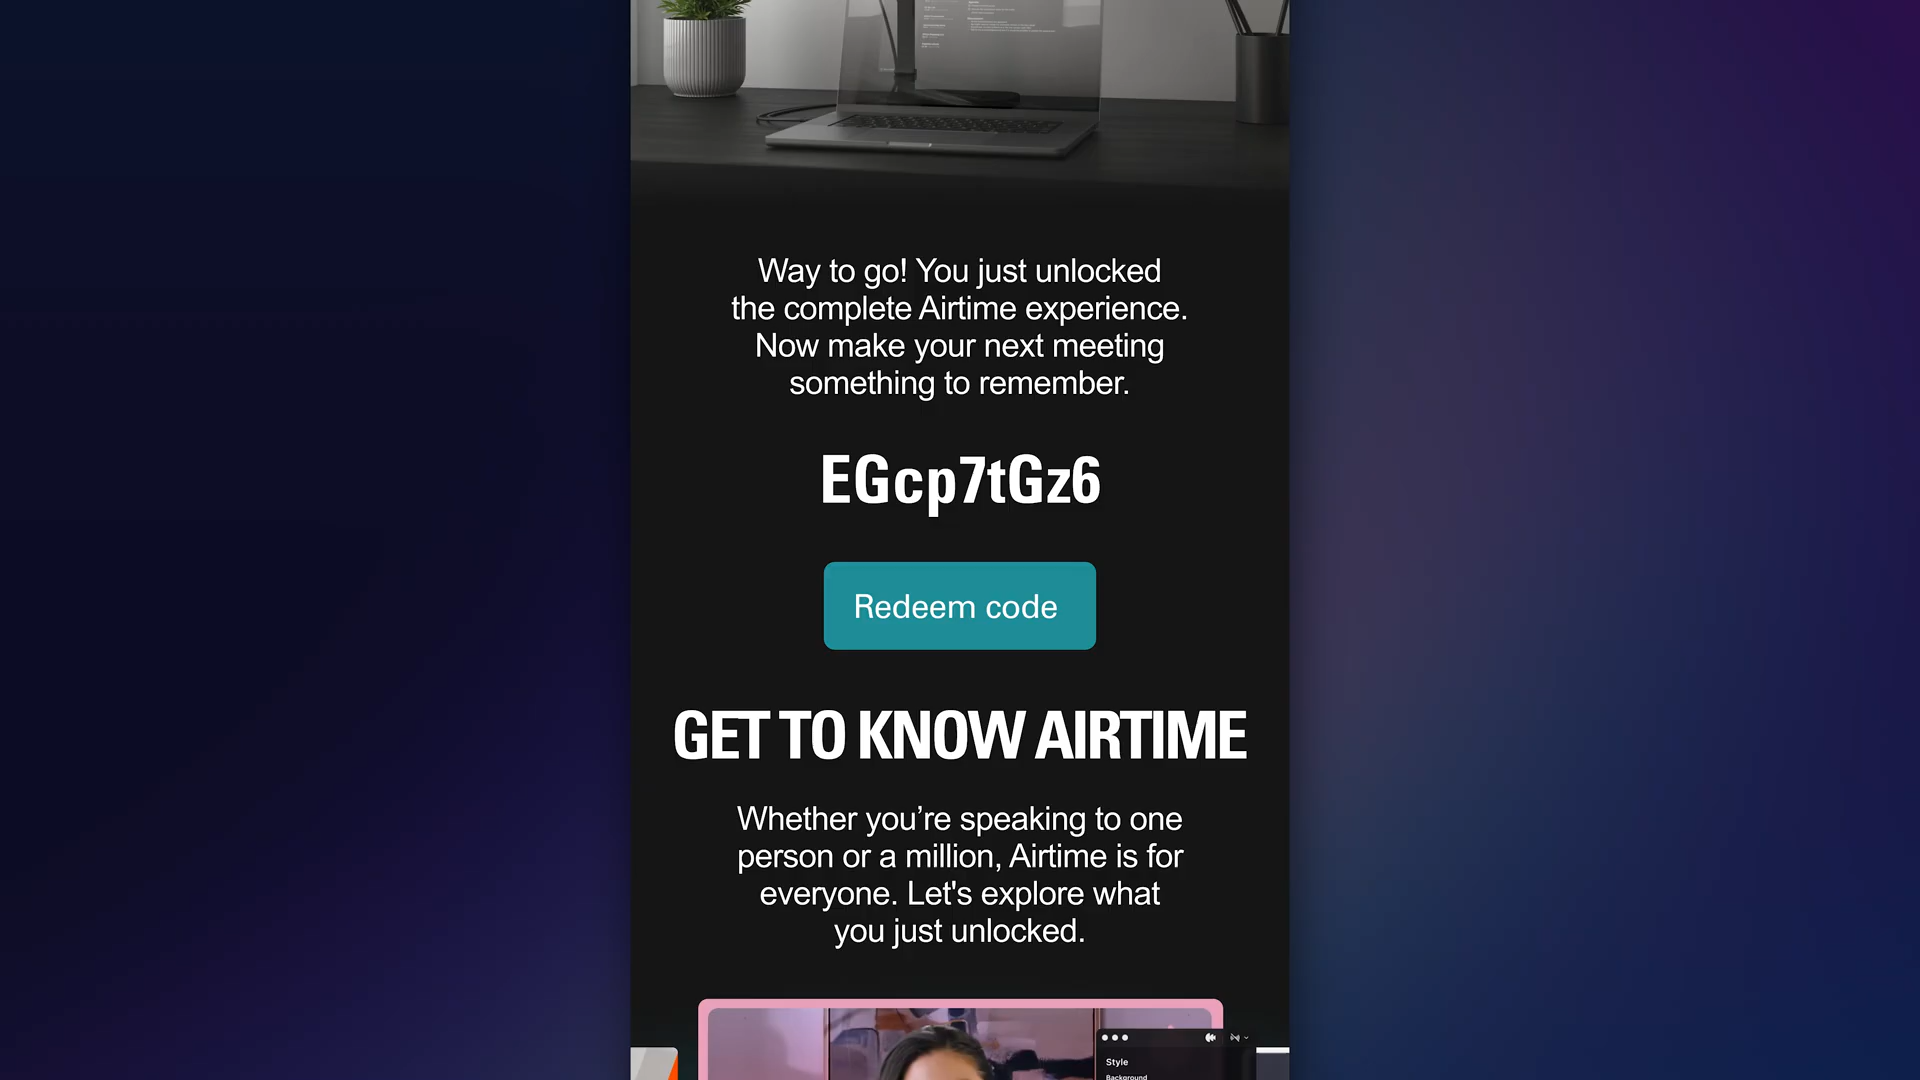 Way to go! You just unlocked
the complete Airtime experience.
Now make your next meeting
something to remember.
EGcp7tGz6
Redeem code
GET TO KNOW AIRTIME
Whether you’re speaking to one
person or a million, Airtime is for
everyone. Let's explore what
you just unlocked.
Style
Background